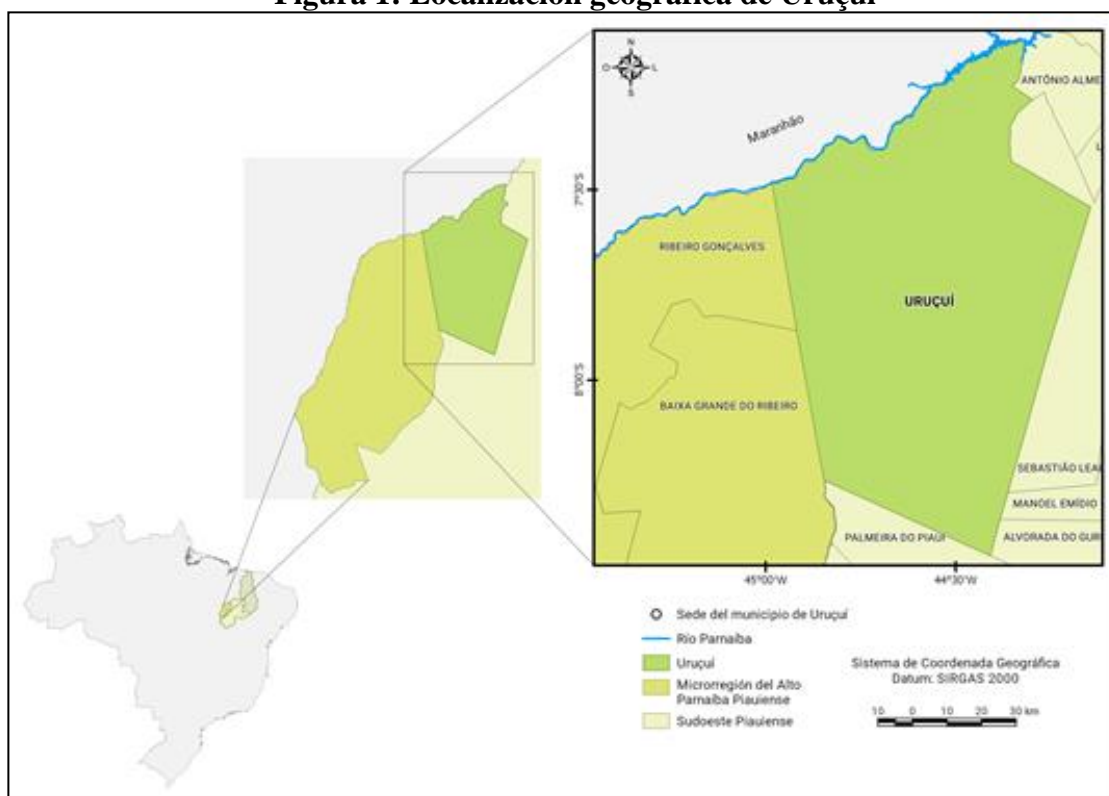 Figura 1: Localización geográfica de Uruçuí
N
O
L
S
Maranhão
ANTÔNIO ALME
7°30'S
RIBEIRO GONÇALVES
URUÇUÍ
8°00'S
BAIXA GRANDE DO RIBEIRO
SEBASTIÃO LEA
MANOEL EMÍDIO
PALMEIRA DO PIAUÍ
ALVORADA DO GUR
45°00'W
44°30'W
Sede del municipio de Uruçuí
Río Parnaíba
Uruçuí
Microrregión del Alto
Parnaíba Piauiense
Sudoeste Piauiense
Sistema de Coordenada Geográfica
Datum: SIRGAS 2000
10 0 10 20 30 km